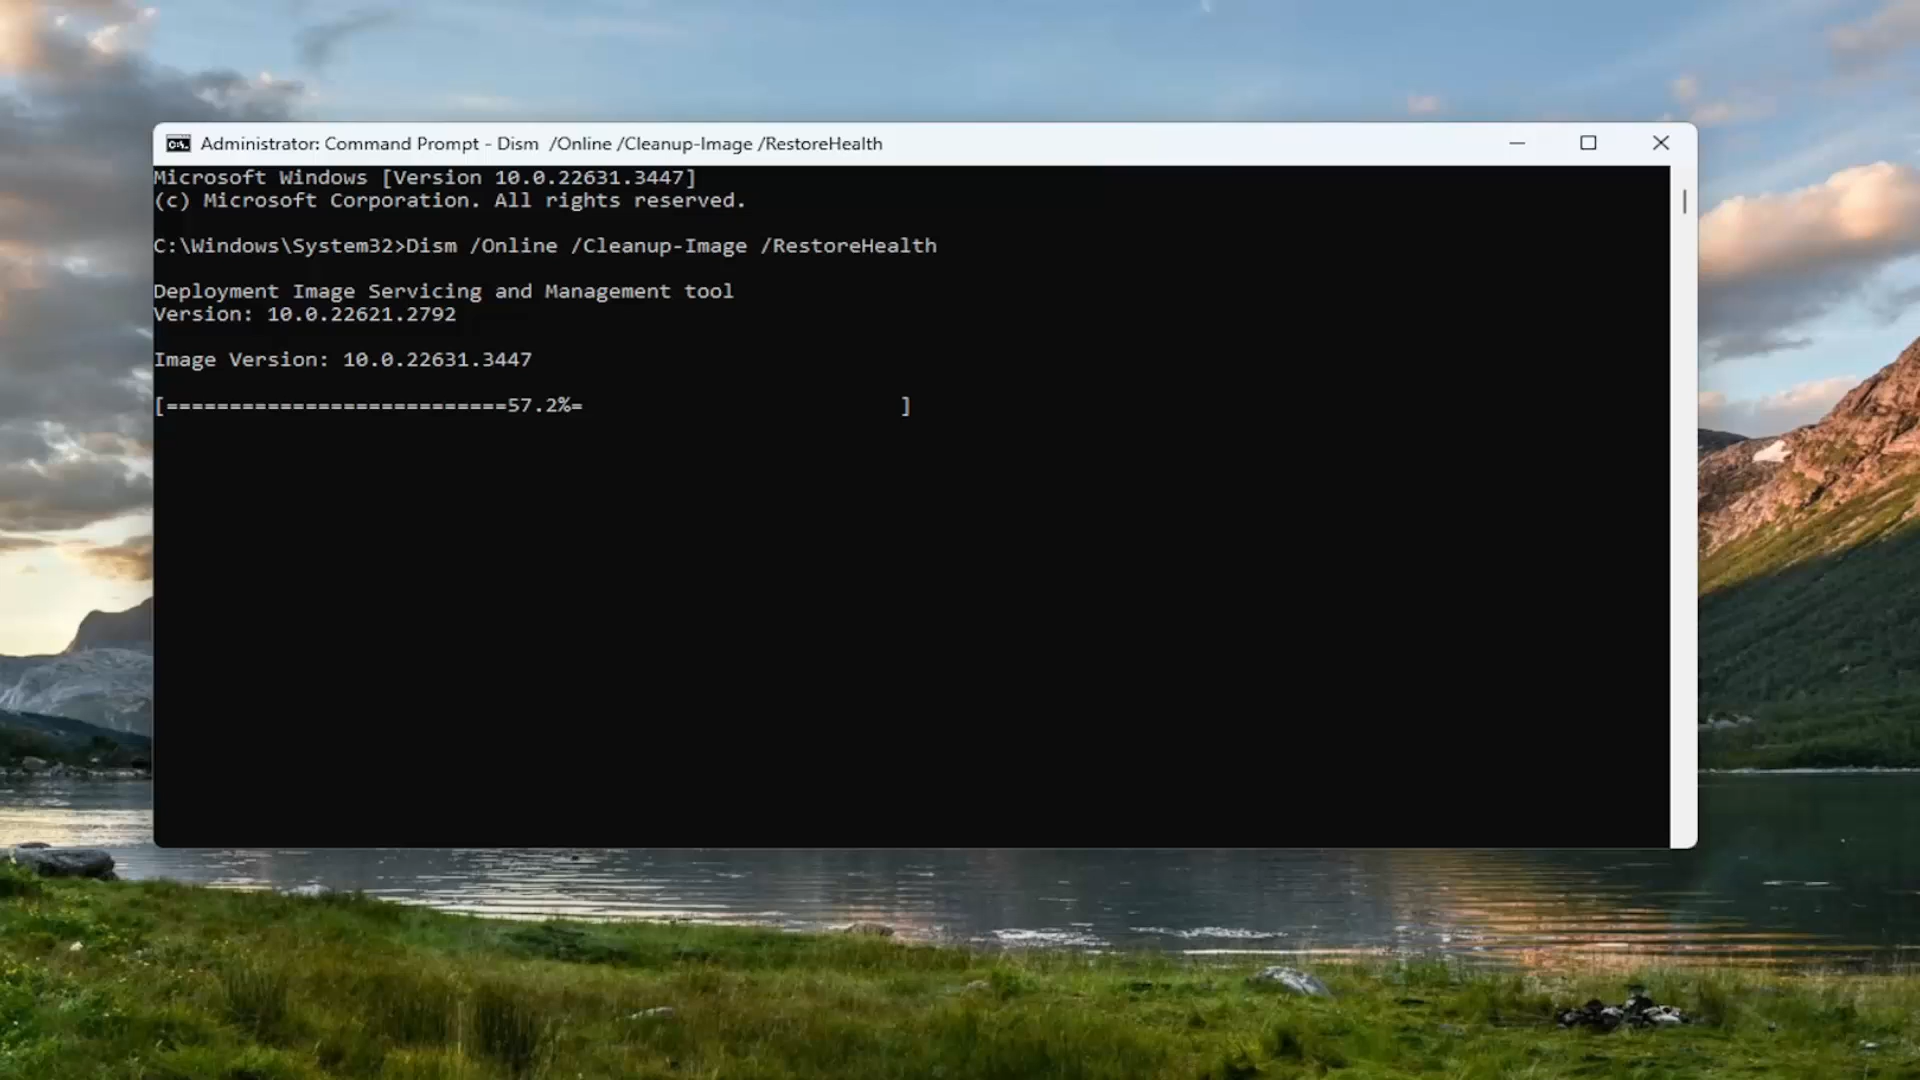 Administrator: Command Prompt - Dism  /Online /Cleanup-Image /RestoreHealth
Microsoft Windows [Version 10.0.22631.3447]
(c) Microsoft Corporation. All rights reserved.
C:\Windows\System32>Dism /Online /Cleanup-Image /RestoreHealth
Deployment Image Servicing and Management tool
Version: 10.0.22621.2792
Image Version: 10.0.22631.3447
[===========================57.2%=                          ]